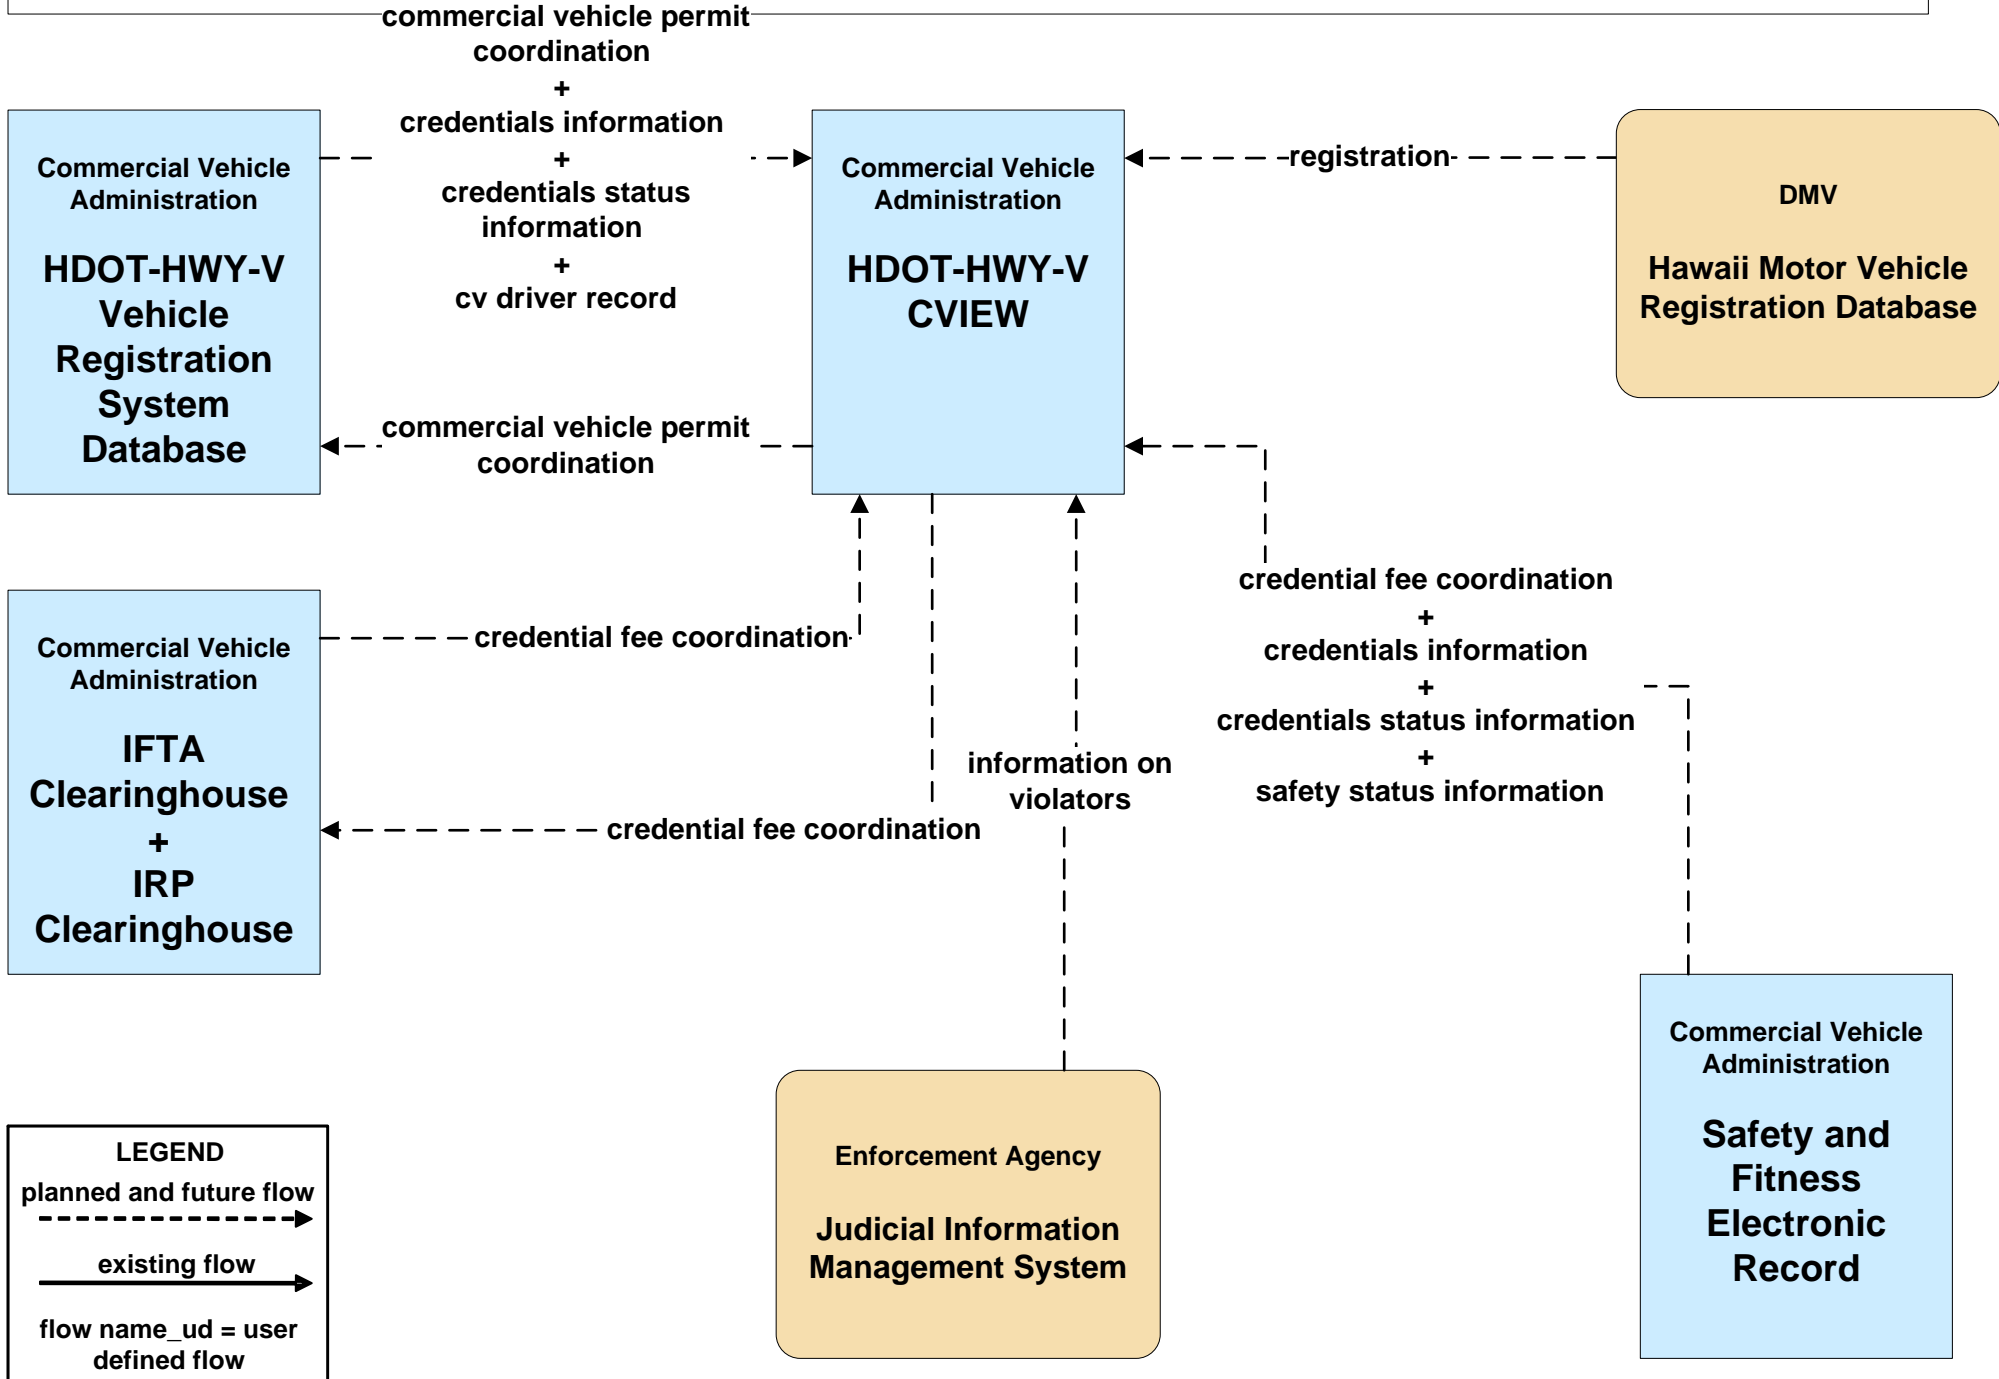 commercial vehicle permit
coordination
+
credentials information
+
credentials status
information
+
cv driver record
Commercial Vehicle
Administration
HDOT-HWY-V
Vehicle
Registration
System
Database
Commercial Vehicle
Administration
HDOT-HWY-V
CVIEW
registration
DMV
Hawaii Motor Vehicle
Registration Database
commercial vehicle permit
coordination
Commercial Vehicle
Administration
IFTA
Clearinghouse
+
IRP
Clearinghouse
credential fee coordination
credential fee coordination
information on
violators
credential fee coordination
+
credentials information
+
credentials status information
+
safety status information
Enforcement Agency
Judicial Information
Management System
Commercial Vehicle
Administration
Safety and
Fitness
Electronic
Record
LEGEND
planned and future flow
existing flow
flow name_ud = user
defined flow